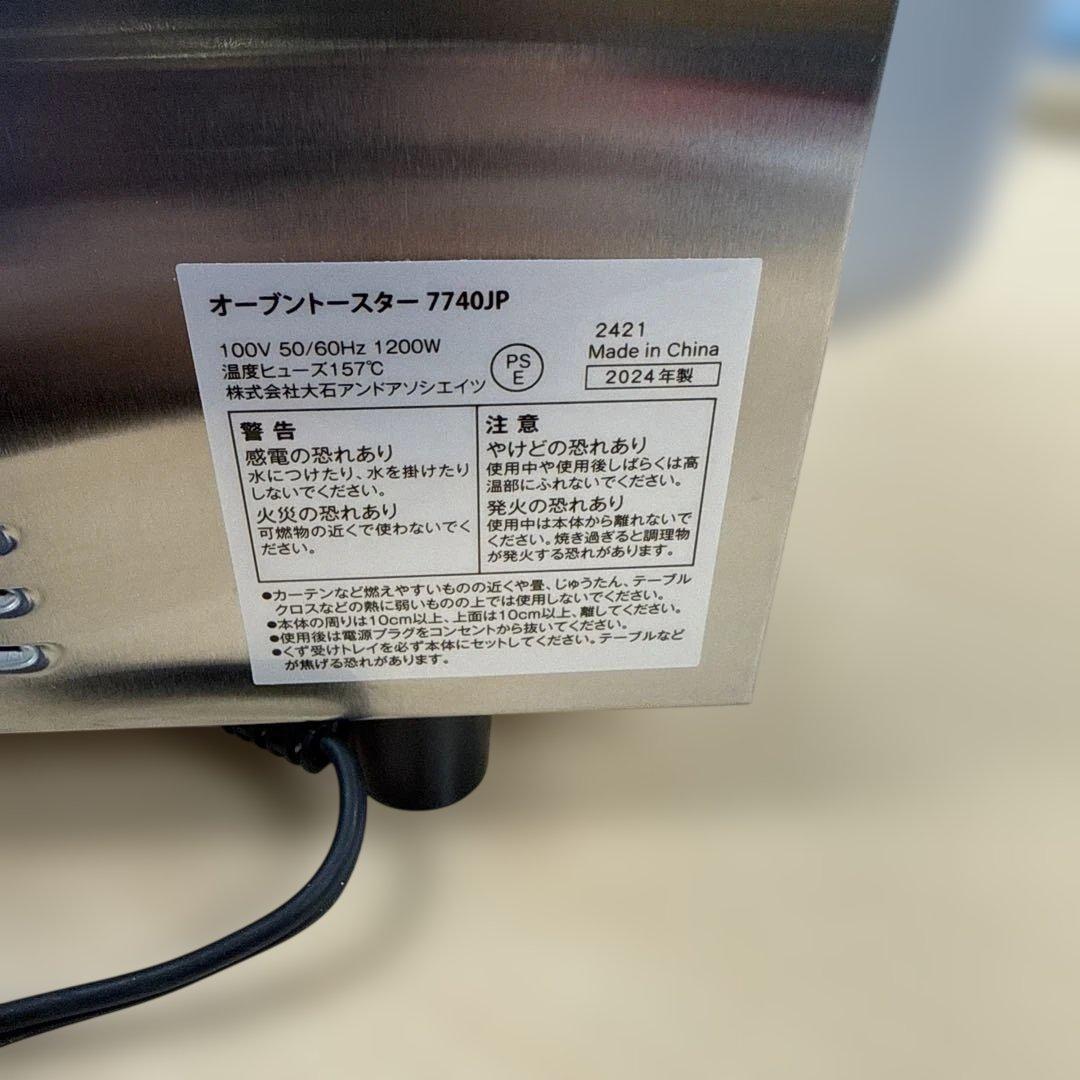 オーブントースター 7740JP
100V 50/60Hz 1200W
温度ヒューズ157℃
株式会社大石アンドアソシエイツ
PS
E
2421
Made in China
2024年製
警告
感電の恐れあり
水につけたり、水を掛けたり
しないでください。
火災の恐れあり
可燃物の近くで使わないでく
ださい。
注意
やけどの恐れあり
使用中や使用後しばらくは高
温部にふれないでください。
発火の恐れあり
使用中は本体から離れないで
ください。焼き過ぎると調理物
が発火する恐れがあります。
●カーテンなど燃えやすいものの近くや畳、じゅうたん、テーブル
クロスなどの熱に弱いものの上では使用しないでください。
●本体の周りは10cm以上、上面は10cm以上、離してください。
●使用後は電源プラグをコンセントから抜いてください。
●くず受けトレイを必ず本体にセットしてください。テーブルなど
が焦げる恐れがあります。